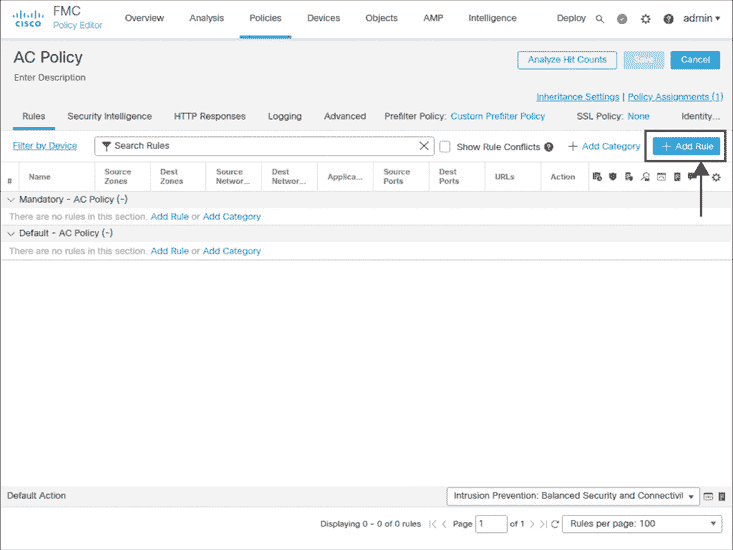 CISCO
FMC
Policy Editor
Overview Analysis Policies Devices Objects AMP Intelligence Deploy admin
AC Policy
Enter Description
Analyze Hit Counts Save Cancel
Inheritance Settings | Policy Assignments (1)
Rules Security Intelligence HTTP Responses Logging Advanced Prefilter Policy: Custom Prefilter Policy SSL Policy: None Identity...
Filter by Device Search Rules Show Rule Conflicts + Add Category + Add Rule
# Name Source Zones Dest Zones Source Networ... Dest Networ... Applica... Source Ports Dest Ports URLs Action
Mandatory - AC Policy (-)
There are no rules in this section. Add Rule or Add Category
Default - AC Policy (-)
There are no rules in this section. Add Rule or Add Category
Default Action Intrusion Prevention: Balanced Security and Connectivi
Displaying 0 - 0 of 0 rules Page 1 of 1 Rules per page: 100